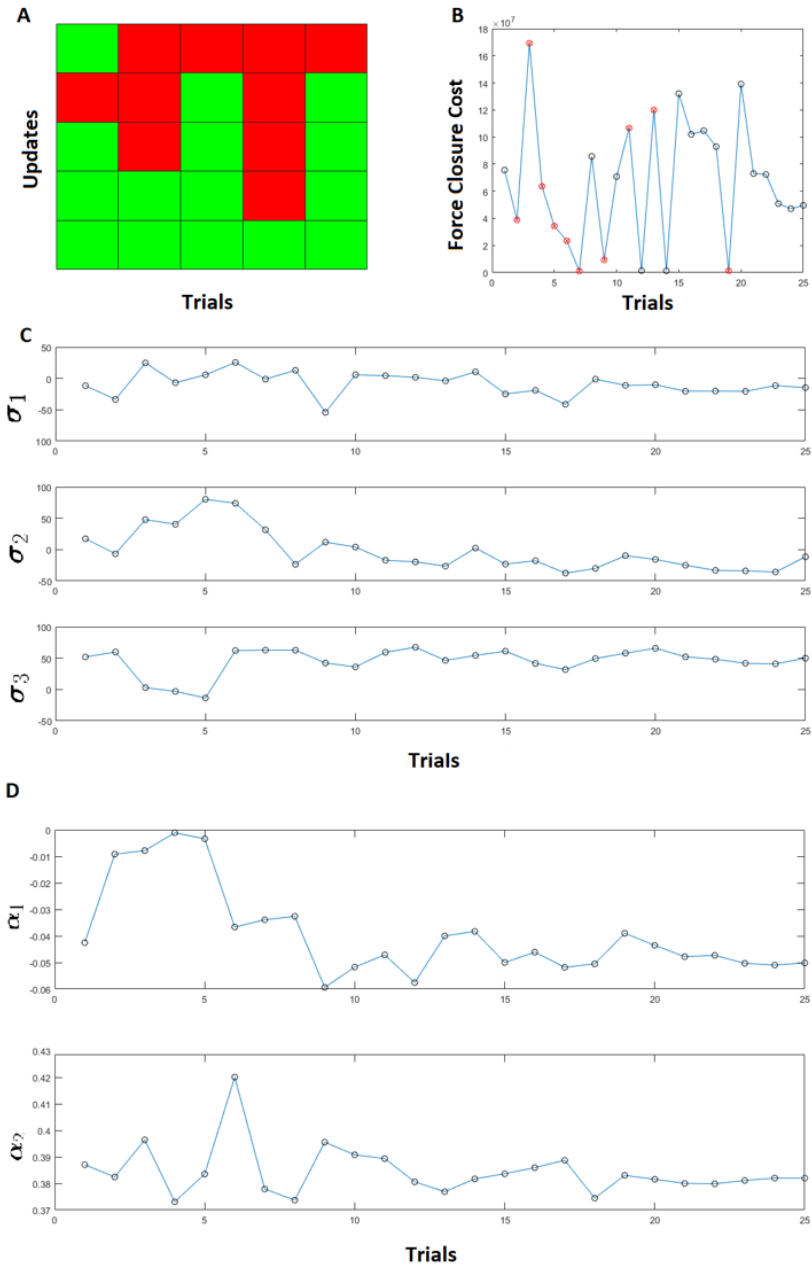 A
Updates
Trials
B
×10⁷
18
16
14
12
10
8
6
4
2
0
0 5 10 15 20 25
Force Closure Cost
Trials
C
50
0
-50
100
0 5 10 15 20 25
σ1
100
50
0
-50
0 5 10 15 20 25
σ2
100
50
0
-50
0 5 10 15 20 25
σ3
Trials
D
0
-0.01
-0.02
-0.03
-0.04
-0.05
-0.06
0 5 10 15 20 25
α1
0.43
0.42
0.41
0.4
0.39
0.38
0.37
0 5 10 15 20 25
α2
Trials